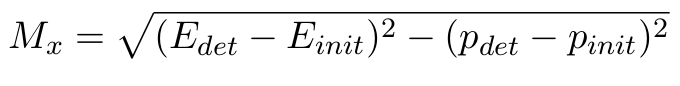 $M_x = \sqrt{(E_{det} - E_{init})^2 - (p_{det} - p_{init})^2}$